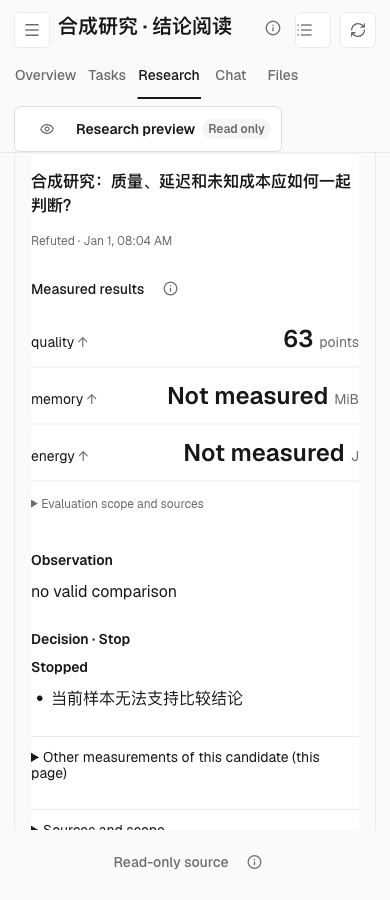 合成研究 · 结论阅读
Overview Tasks Research Chat Files
Research preview Read only
合成研究：质量、延迟和未知成本应如何一起
判断?
Refuted · Jan 1, 08:04 AM
Measured results
quality ↑ 63 points
memory ↑ Not measured MiB
energy ↑ Not measured J
Evaluation scope and sources
Observation
no valid comparison
Decision · Stop
Stopped
• 当前样本无法支持比较结论
Other measurements of this candidate (this
page)
Sources and scope
Read-only source